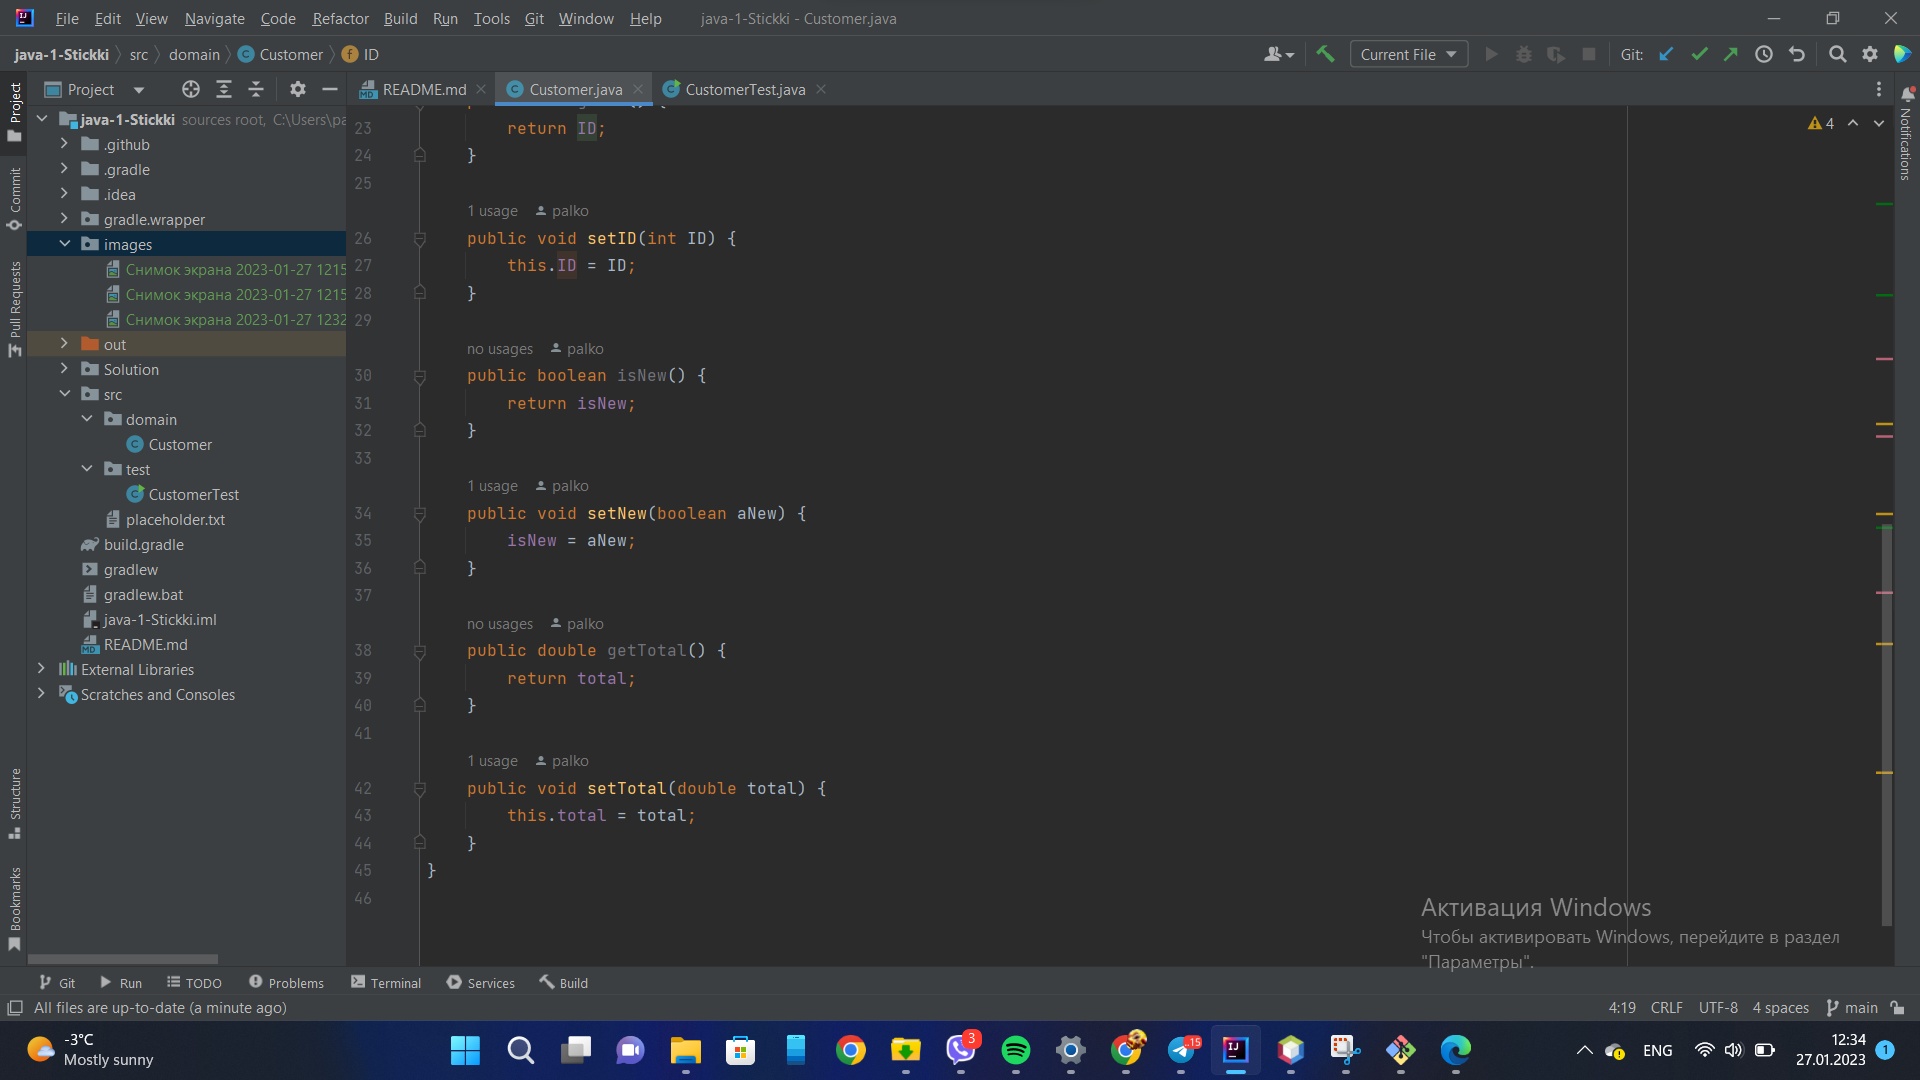 File Edit View Navigate Code Refactor Build Run Tools Git Window Help java-1-Stickki - Customer.java
java-1-Stickki src domain Customer ID
Current File Git:
Project
README.md Customer.java CustomerTest.java
java-1-Stickki sources root, C:\Users\pa
.github
.gradle
.idea
gradle.wrapper
images
Снимок экрана 2023-01-27 1215
Снимок экрана 2023-01-27 1215
Снимок экрана 2023-01-27 1232
out
Solution
src
domain
Customer
test
CustomerTest
placeholder.txt
build.gradle
gradlew
gradlew.bat
java-1-Stickki.iml
README.md
External Libraries
Scratches and Consoles
Project
Commit
Pull Requests
Structure
Bookmarks
23 return ID;
24 }
25
1 usage palko
26 public void setID(int ID) {
27 this.ID = ID;
28 }
29
no usages palko
30 public boolean isNew() {
31 return isNew;
32 }
33
1 usage palko
34 public void setNew(boolean aNew) {
35 isNew = aNew;
36 }
37
no usages palko
38 public double getTotal() {
39 return total;
40 }
41
1 usage palko
42 public void setTotal(double total) {
43 this.total = total;
44 }
45 }
46
4
Notifications
Активация Windows
Чтобы активировать Windows, перейдите в раздел
"Параметры".
Git Run TODO Problems Terminal Services Build
All files are up-to-date (a minute ago) 4:19 CRLF UTF-8 4 spaces main
-3°C
Mostly sunny
3
15
ENG
12:34
27.01.2023
1